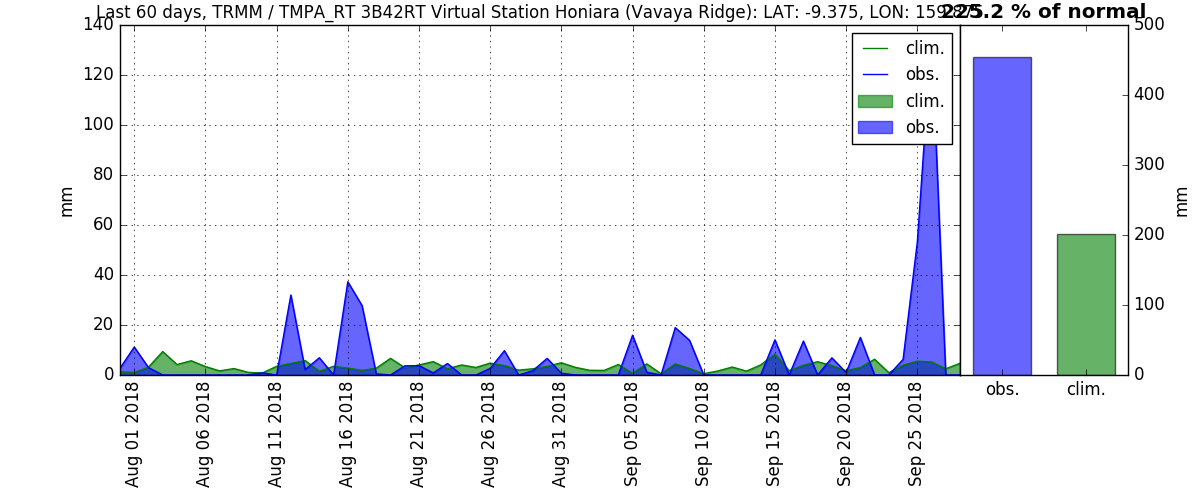 Last 60 days, TRMM / TMPA_RT 3B42RT Virtual Station Honiara (Vavaya Ridge): LAT: -9.375, LON:
225.2 % of normal
140
120
100
80
60
40
20
0
mm
clim.
obs.
clim.
obs.
500
400
300
200
100
0
mm
Aug 01 2018
Aug 06 2018
Aug 11 2018
Aug 16 2018
Aug 21 2018
Aug 26 2018
Aug 31 2018
Sep 05 2018
Sep 10 2018
Sep 15 2018
Sep 20 2018
Sep 25 2018
obs.
clim.